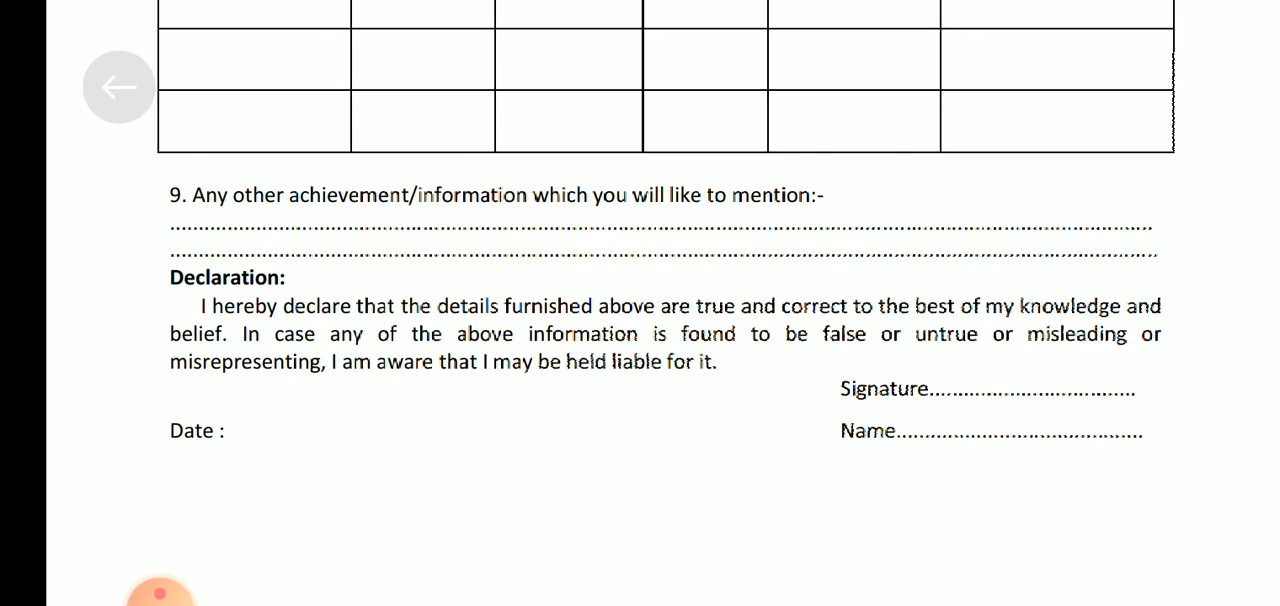 9. Any other achievement/information which you will like to mention:-
....................................................................................................................................................................
....................................................................................................................................................................
Declaration:
I hereby declare that the details furnished above are true and correct to the best of my knowledge and
belief. In case any of the above information is found to be false or untrue or misleading or
misrepresenting, I am aware that I may be held liable for it.
Signature...................................
Date : Name..........................................